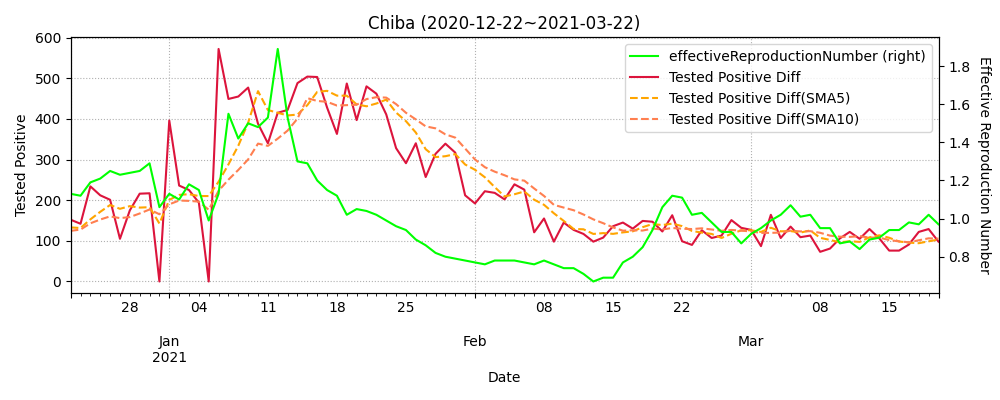 Chiba (2020-12-22~2021-03-22)
effectiveReproductionNumber (right)
Tested Positive Diff
Tested Positive Diff(SMA5)
Tested Positive Diff(SMA10)
600
500
400
300
200
100
0
Tested Positive
1.8
1.6
1.4
1.2
1.0
0.8
Effective Reproduction Number
28 04 11 18 25 08 15 22 08 15
Jan Feb Mar
2021
Date